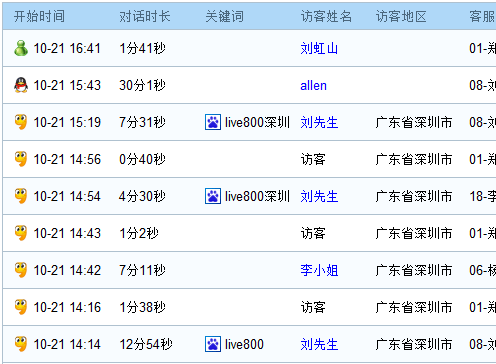 开始时间 对话时长 关键词 访客姓名 访客地区 客服
10-21 16:41 1分41秒 刘虹山 01-郑
10-21 15:43 30分1秒 allen 08-刘
10-21 15:19 7分31秒 live800深圳 刘先生 广东省深圳市 08-刘
10-21 14:56 0分40秒 访客 广东省深圳市 01-郑
10-21 14:54 4分30秒 live800深圳 刘先生 广东省深圳市 18-李
10-21 14:43 1分2秒 访客 广东省深圳市 01-郑
10-21 14:42 7分11秒 李小姐 广东省深圳市 06-杨
10-21 14:16 1分38秒 访客 广东省深圳市 01-郑
10-21 14:14 12分54秒 live800 刘先生 广东省深圳市 08-刘